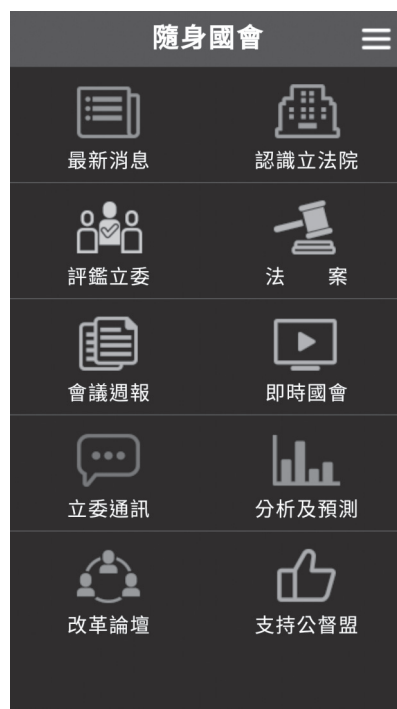 隨身國會
最新消息
認識立法院
評鑑立委
法 案
會議週報
即時國會
立委通訊
分析及預測
改革論壇
支持公督盟